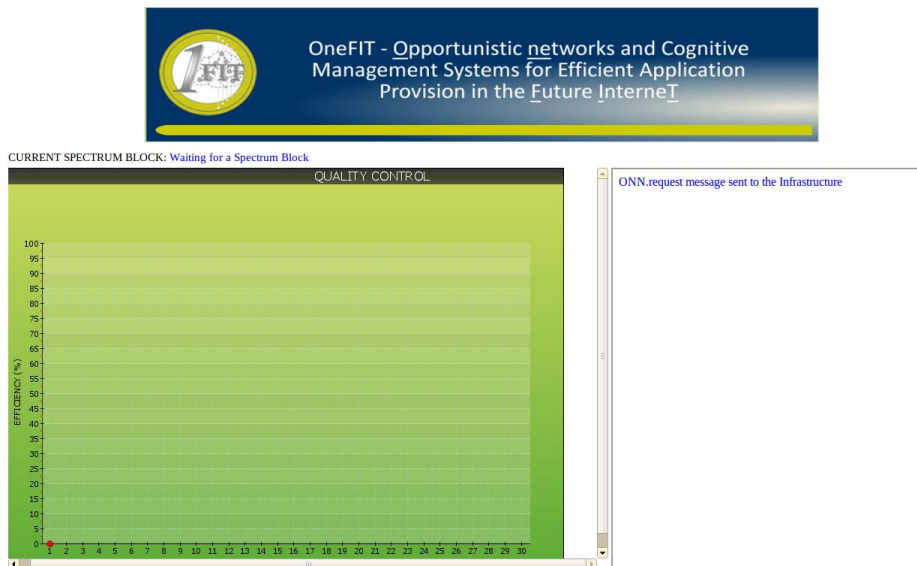 1
FIT
OneFIT - Opportunistic networks and Cognitive
Management Systems for Efficient Application
Provision in the Future InterneT
CURRENT SPECTRUM BLOCK: Waiting for a Spectrum Block
QUALITY CONTROL
ONN.request message sent to the Infrastructure
100
95
90
85
80
75
70
65
60
55
50
45
40
35
30
25
20
15
10
5
0
EFFICIENCY (%)
1 2 3 4 5 6 7 8 9 10 11 12 13 14 15 16 17 18 19 20 21 22 23 24 25 26 27 28 29 30